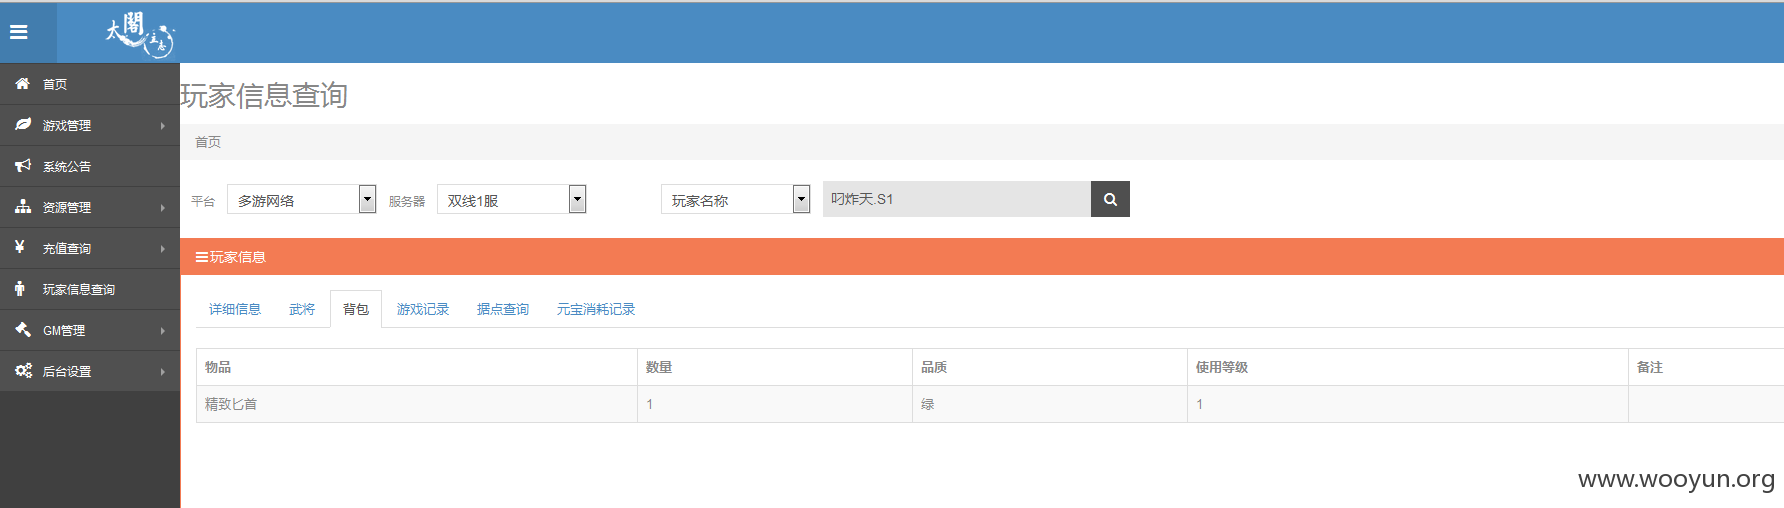 太閤立志
首页
游戏管理
系统公告
资源管理
¥ 充值查询
玩家信息查询
GM管理
后台设置
玩家信息查询
首页
平台 多游网络 服务器 双线1服 玩家名称 叼炸天.S1
玩家信息
详细信息 武将 背包 游戏记录 据点查询 元宝消耗记录
物品 数量 品质 使用等级 备注
精致匕首 1 绿 1
www.wooyun.org